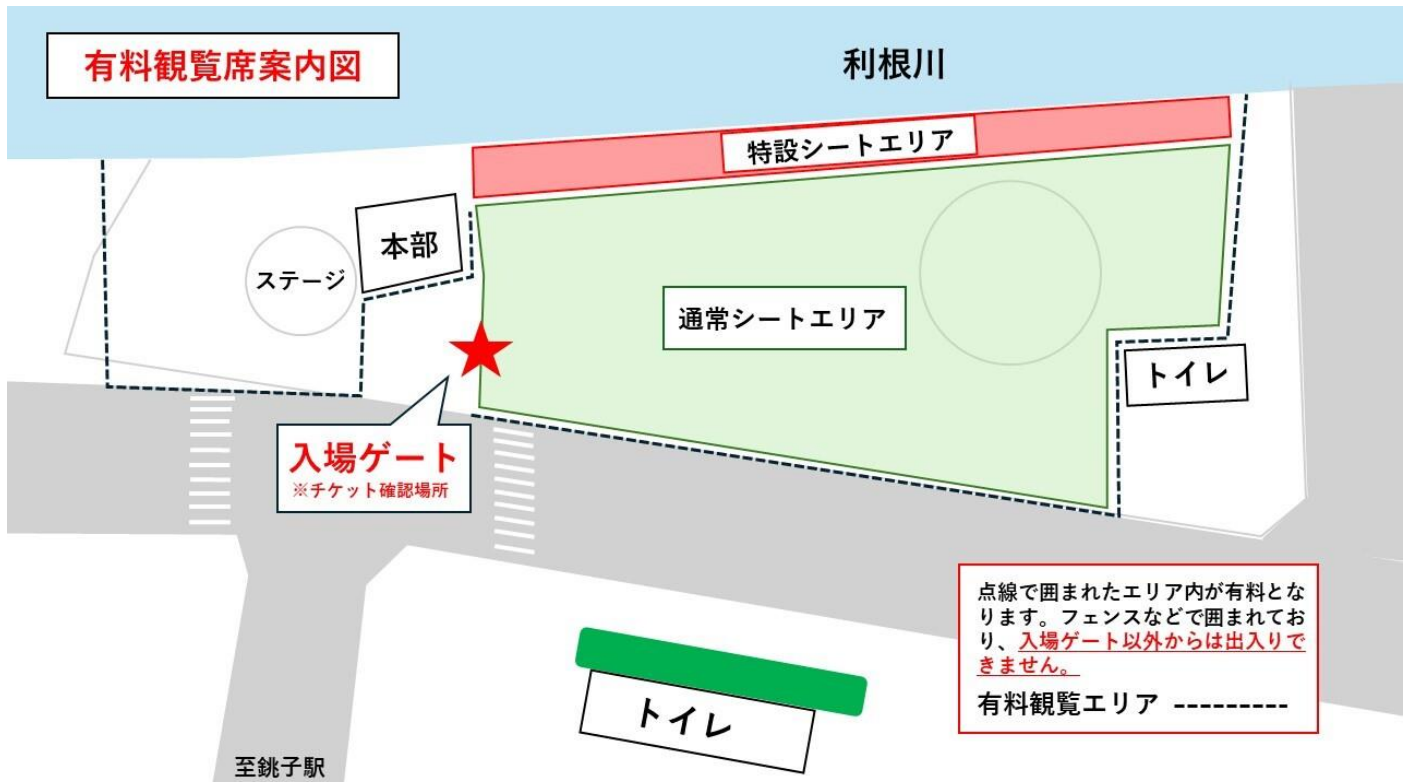 有料観覧席案内図
利根川
特設シートエリア
本部
ステージ
通常シートエリア
トイレ
入場ゲート
※チケット確認場所
点線で囲まれたエリア内が有料とな
ります。フェンスなどで囲まれてお
り、入場ゲート以外からは出入りで
きません。
有料観覧エリア ---------
トイレ
至銚子駅